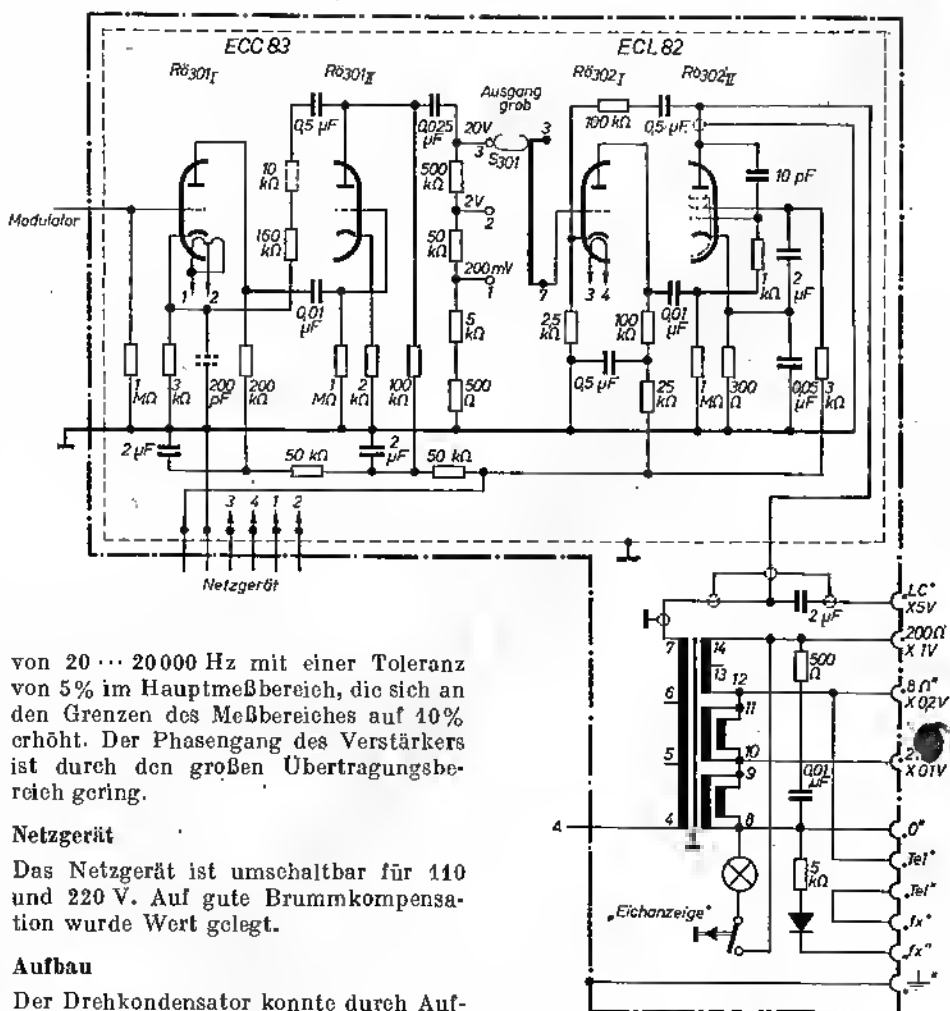 ECC 83
ECL 82
Rö301I
Rö301II
Rö302I
Rö302II
Ausgang
grob
0,5 µF
0,025
µF
20V
3
3
S301
100 kΩ
0,5 µF
10
kΩ
500
kΩ
10 pF
Modulator
2V
2
160
kΩ
50
kΩ
200mV
1
1
kΩ
2
µF
1 2
0,01
µF
7
3 4
5
kΩ
2,5
kΩ
100
kΩ
0,01
µF
1
MΩ
3
kΩ
200
pF
200
kΩ
1
MΩ
2
kΩ
100
kΩ
500
Ω
0,5 µF
25
kΩ
1
MΩ
300
Ω
0,05
µF
3
kΩ
2 µF
50 kΩ
2
µF
50 kΩ
3 4 1 2
Netzgerät
2 µF
„LC"
X5V
7
14
13
12
11
10
9
8
6
5
4
A
500
Ω
0,01
µF
5
kΩ
200Ω
X 1V
„8Ω"
X0,2V
X0,1V
„0"
„Tel"
„Tel"
„fx"
„fx"
„Eichanzeige"
von 20 ··· 20000 Hz mit einer Toleranz
von 5% im Hauptmeßbereich, die sich an
den Grenzen des Meßbereiches auf 10%
erhöht. Der Phasengang des Verstärkers
ist durch den großen Übertragungsbe-
reich gering.
Netzgerät
Das Netzgerät ist umschaltbar für 110
und 220 V. Auf gute Brummkompensa-
tion wurde Wert gelegt.
Aufbau
Der Drehkondensator konnte durch Auf-